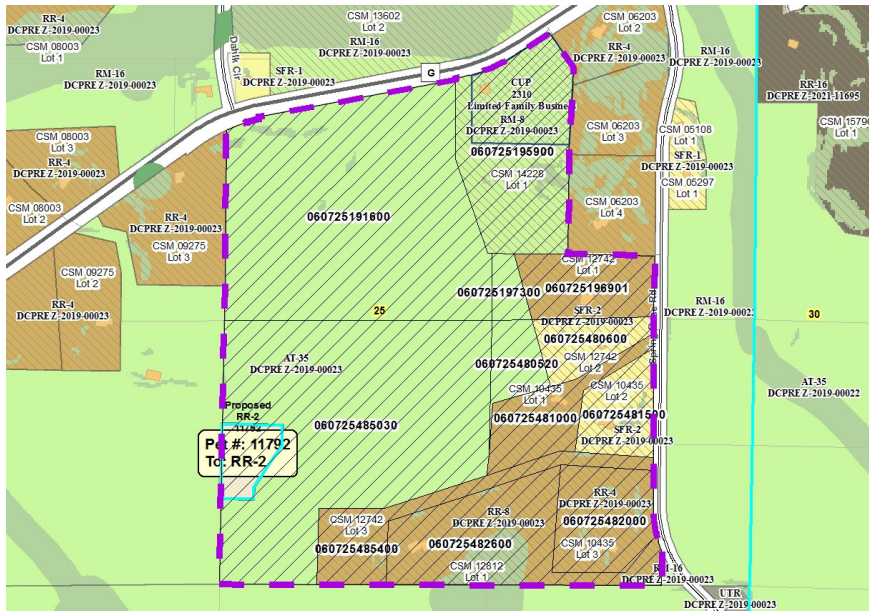 RR-4
DCPREZ-2019-00023
CSM 08003
Lot 1
RM-16
DCPREZ-2019-00023
Dahlk Cir
SFR-1
DCPREZ-2019-00023
CSM 13602
Lot 2
RM-16
DCPREZ-2019-00023
G
CUP
2310
Limited Family Busine
RM-8
DCPREZ-2019-00023
060725195900
CSM 14228
Lot 1
CSM 06203
Lot 2
RR-4
DCPREZ-2019-00023
CSM 06203
Lot 3
CSM 06203
Lot 4
RM-16
DCPREZ-2019-00023
CSM 05108
Lot 1
SFR-1
DCPREZ-2019-00023
CSM 05297
Lot 1
RR-16
DCPREZ-2021-11695
CSM 15796
Lot 1
CSM 08003
Lot 3
RR-4
DCPREZ-2019-00023
CSM 08003
Lot 2
RR-4
DCPREZ-2019-00023
CSM 09275
Lot 3
CSM 09275
Lot 2
RR-4
DCPREZ-2019-00023
060725191600
CSM 12742
Lot 1
060725197300
060725196901
SFR-2
DCPREZ-2019-00023
060725480600
CSM 12742
Lot 2
25
RM-16
DCPREZ-2019-00023
30
AT-35
DCPREZ-2019-00023
060725480520
AT-35
DCPREZ-2019-00022
CSM 10435
Lot 1
060725481000
CSM 10435
Lot 2
060725481500
SFR-2
DCPREZ-2019-00023
Proposed
RR-2
11792
Pet #: 11792
To: RR-2
060725485030
CSM 12742
Lot 3
060725485400
RR-8
DCPREZ-2019-00023
060725482600
CSM 12812
Lot 1
RR-4
DCPREZ-2019-00023
060725482000
CSM 10435
Lot 3
RM-16
DCPREZ-2019-00023
UTR
DCPREZ-2019-00023